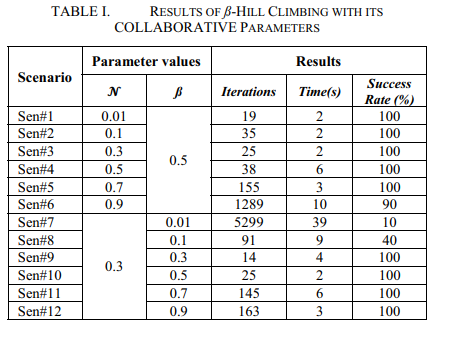 TABLE I. RESULTS OF ß-HILL CLIMBING WITH ITS
COLLABORATIVE PARAMETERS
Scenario Parameter values Results
N ß Iterations Time(s) Success
Rate (%)
Sen#1 0.01 0.5 19 2 100
Sen#2 0.1 35 2 100
Sen#3 0.3 25 2 100
Sen#4 0.5 38 6 100
Sen#5 0.7 155 3 100
Sen#6 0.9 1289 10 90
Sen#7 0.3 0.01 5299 39 10
Sen#8 0.1 91 9 40
Sen#9 0.3 14 4 100
Sen#10 0.5 25 2 100
Sen#11 0.7 145 6 100
Sen#12 0.9 163 3 100